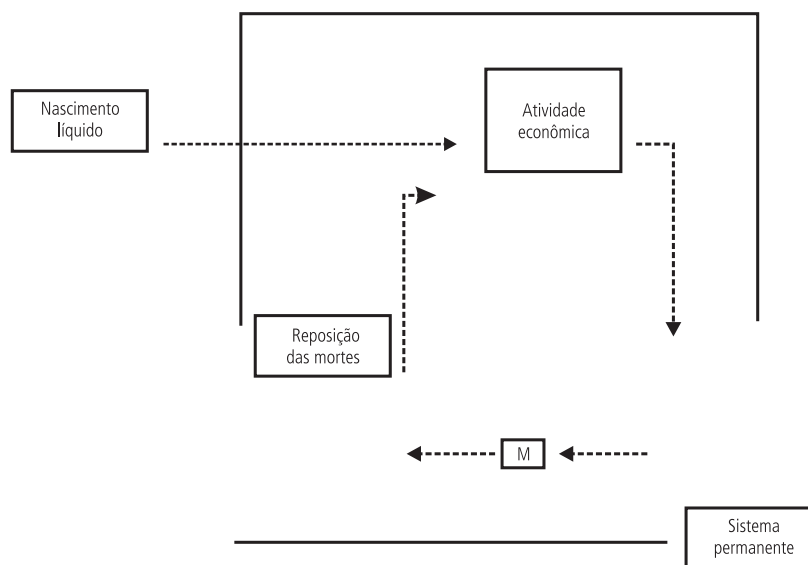 Nascimento
líquido
Atividade
econômica
Reposição
das mortes
M
Sistema
permanente